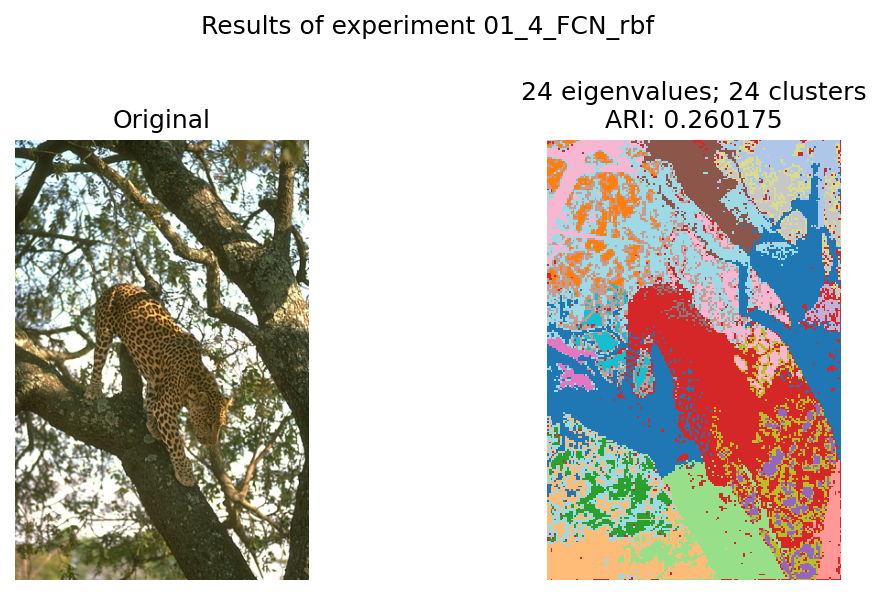 Results of experiment 01_4_FCN_rbf
Original
24 eigenvalues; 24 clusters
ARI: 0.260175